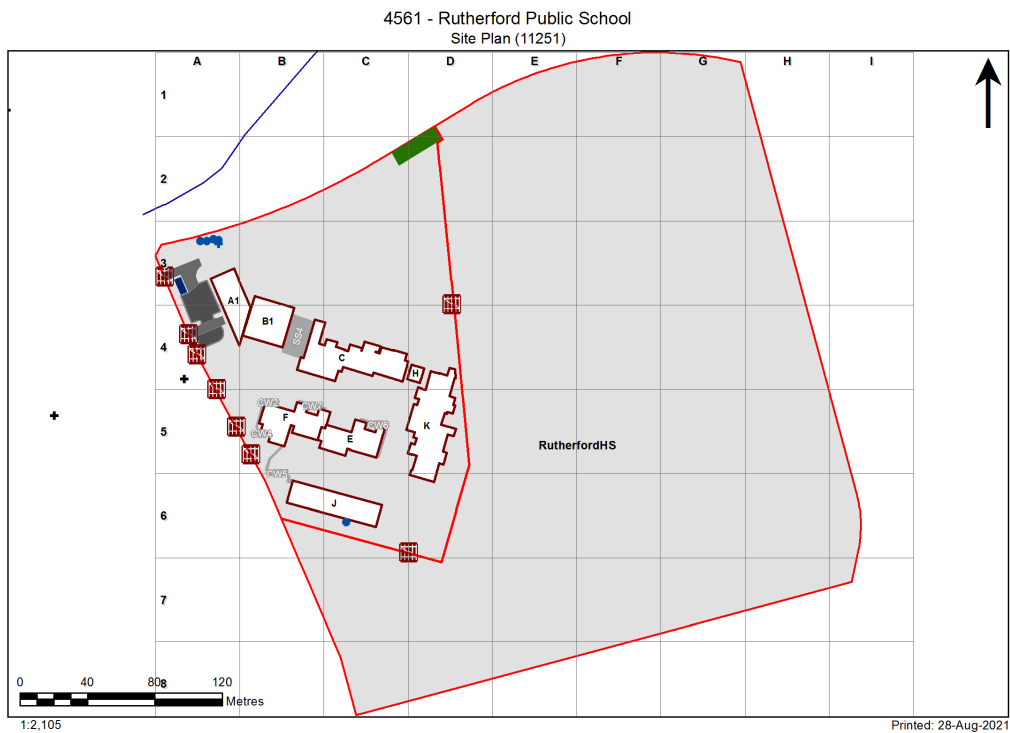 4561 - Rutherford Public School
Site Plan (11251)
A B C D E F G H I
1
2
3
A1
B1
SS4
4
C
H
CW2 CW7
F
CW6
5
CW4
E
K
RutherfordHS
CW5
J
6
7
8
0 40 80 120
Metres
1:2,105
Printed: 28-Aug-2021